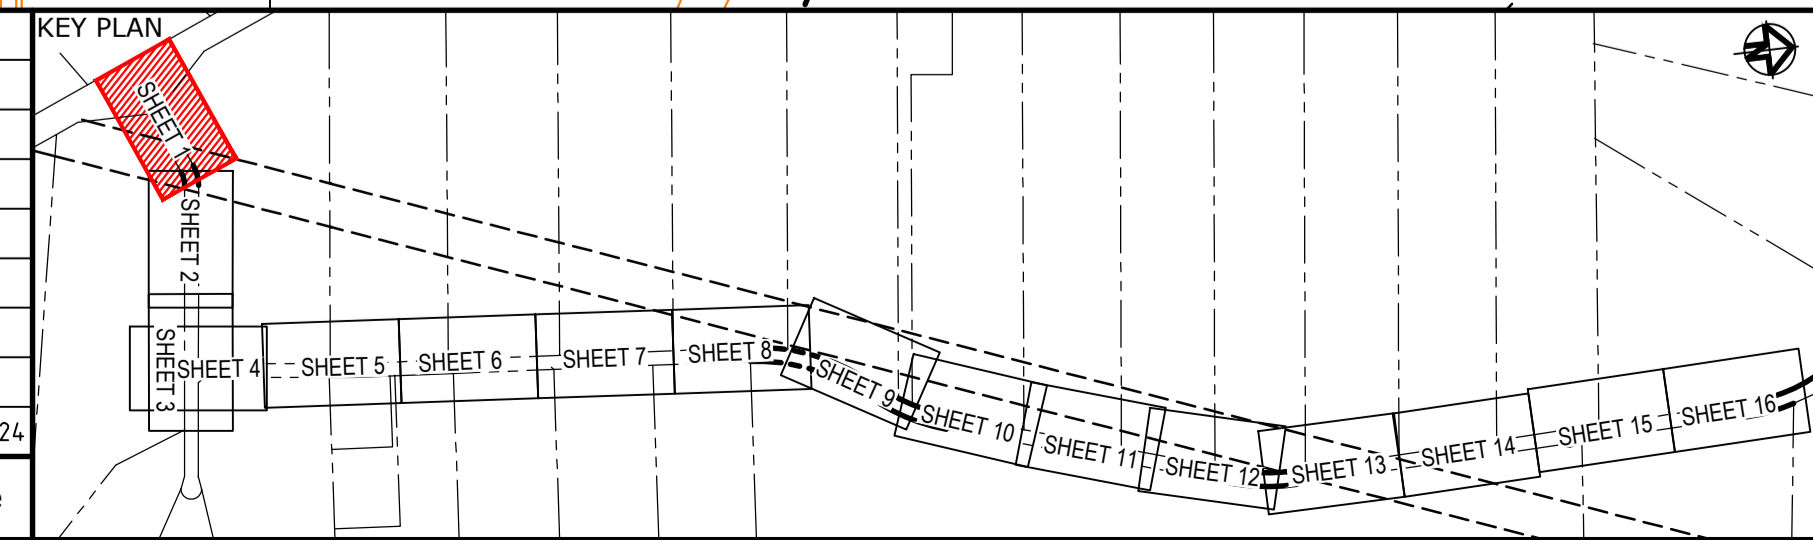 KEY PLAN
N
SHEET 1
SHEET 2
SHEET 3
SHEET 4
SHEET 5
SHEET 6
SHEET 7
SHEET 8
SHEET 9
SHEET 10
SHEET 11
SHEET 12
SHEET 13
SHEET 14
SHEET 15
SHEET 16
24